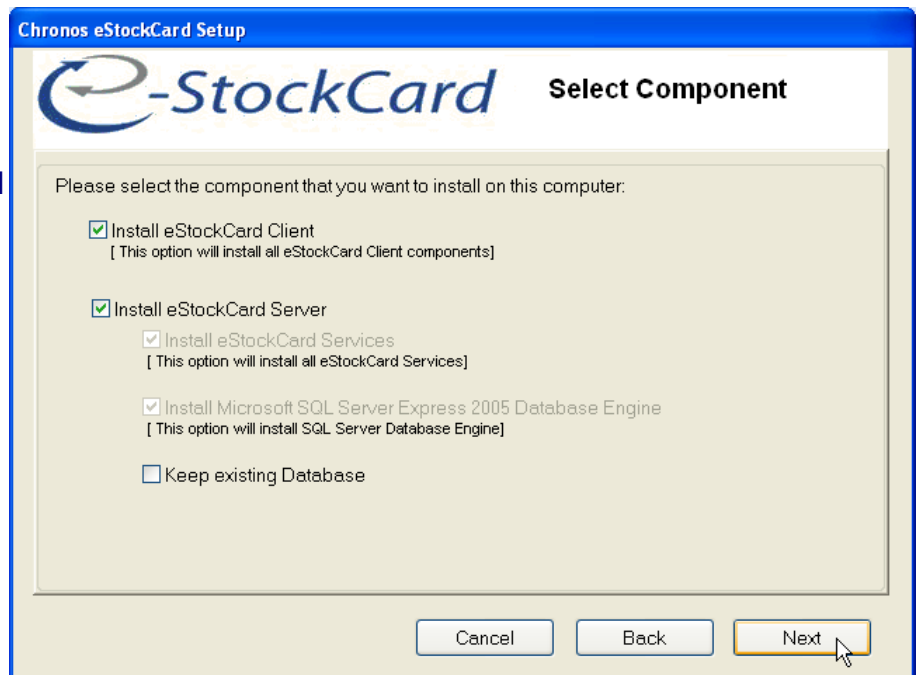 Chronos eStockCard Setup
e-StockCard
Select Component
Please select the component that you want to install on this computer:
Install eStockCard Client
[ This option will install all eStockCard Client components]
Install eStockCard Server
Install eStockCard Services
[ This option will install all eStockCard Services]
Install Microsoft SQL Server Express 2005 Database Engine
[ This option will install SQL Server Database Engine]
Keep existing Database
Cancel
Back
Next